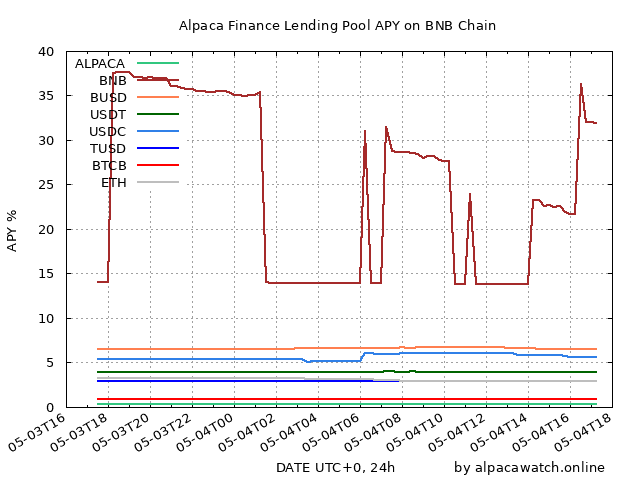 Alpaca Finance Lending Pool APY on BNB Chain
40
35
30
25
20
15
10
5
0
APY %
ALPACA
BNB
BUSD
USDT
USDC
TUSD
BTCB
ETH
05-03T16
05-03T18
05-03T20
05-03T22
05-04T00
05-04T02
05-04T04
05-04T06
05-04T08
05-04T10
05-04T12
05-04T14
05-04T16
05-04T18
DATE UTC+0, 24h
by alpacawatch.online